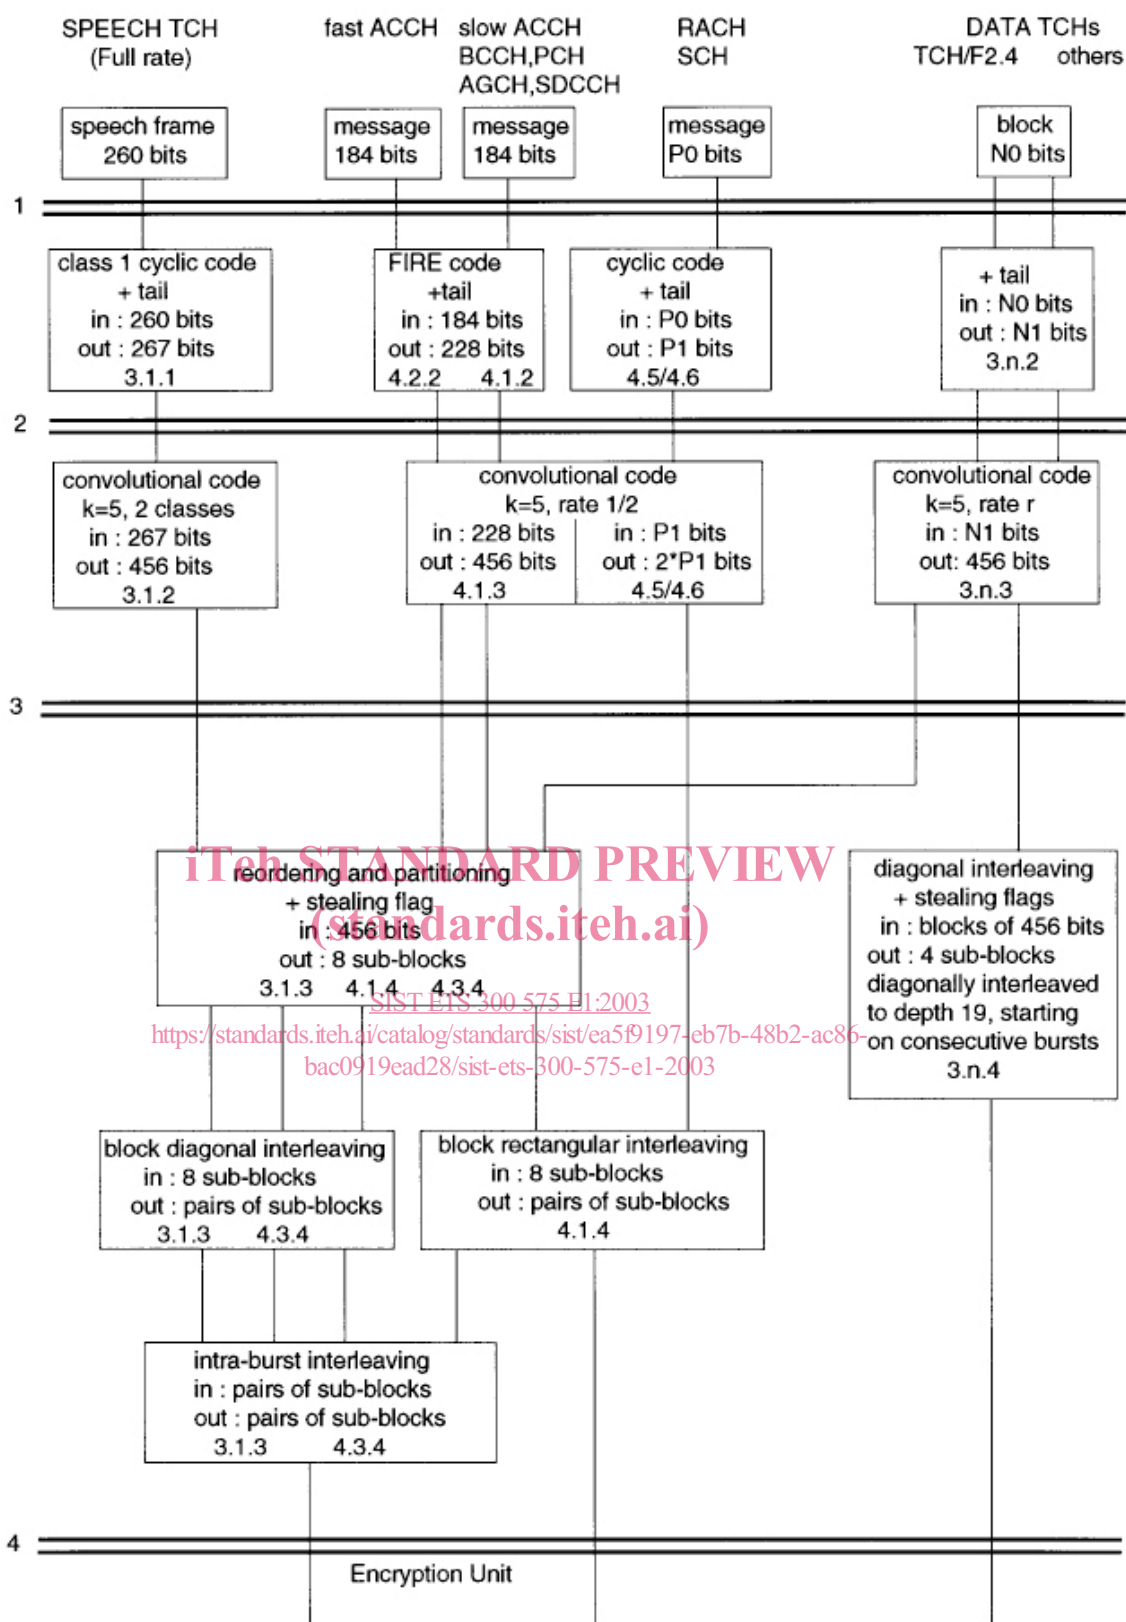 SPEECH TCH
(Full rate)
fast ACCH
slow ACCH
BCCH,PCH
AGCH,SDCCH
RACH
SCH
DATA TCHs
TCH/F2.4 others
speech frame
260 bits
message
184 bits
message
184 bits
message
P0 bits
block
N0 bits
1
class 1 cyclic code
+ tail
in : 260 bits
out : 267 bits
3.1.1
FIRE code
+tail
in : 184 bits
out : 228 bits
4.2.2 4.1.2
cyclic code
+ tail
in : P0 bits
out : P1 bits
4.5/4.6
+ tail
in : N0 bits
out : N1 bits
3.n.2
2
convolutional code
k=5, 2 classes
in : 267 bits
out : 456 bits
3.1.2
convolutional code
k=5, rate 1/2
in : 228 bits
out : 456 bits
4.1.3
in : P1 bits
out : 2*P1 bits
4.5/4.6
convolutional code
k=5, rate r
in : N1 bits
out: 456 bits
3.n.3
3
iTeh STANDARD PREVIEW
(standards.iteh.ai)
reordering and partitioning
+ stealing flag
in : 456 bits
out : 8 sub-blocks
3.1.3 4.1.4 4.3.4
diagonal interleaving
+ stealing flags
in : blocks of 456 bits
out : 4 sub-blocks
diagonally interleaved
to depth 19, starting
on consecutive bursts
3.n.4
SIST ETS 300 575 E1:2003
https://standards.iteh.ai/catalog/standards/sist/ea5f9197-eb7b-48b2-ac86-
bac0919ead28/sist-ets-300-575-e1-2003
block diagonal interleaving
in : 8 sub-blocks
out : pairs of sub-blocks
3.1.3 4.3.4
block rectangular interleaving
in : 8 sub-blocks
out : pairs of sub-blocks
4.1.4
intra-burst interleaving
in : pairs of sub-blocks
out : pairs of sub-blocks
3.1.3 4.3.4
4
Encryption Unit